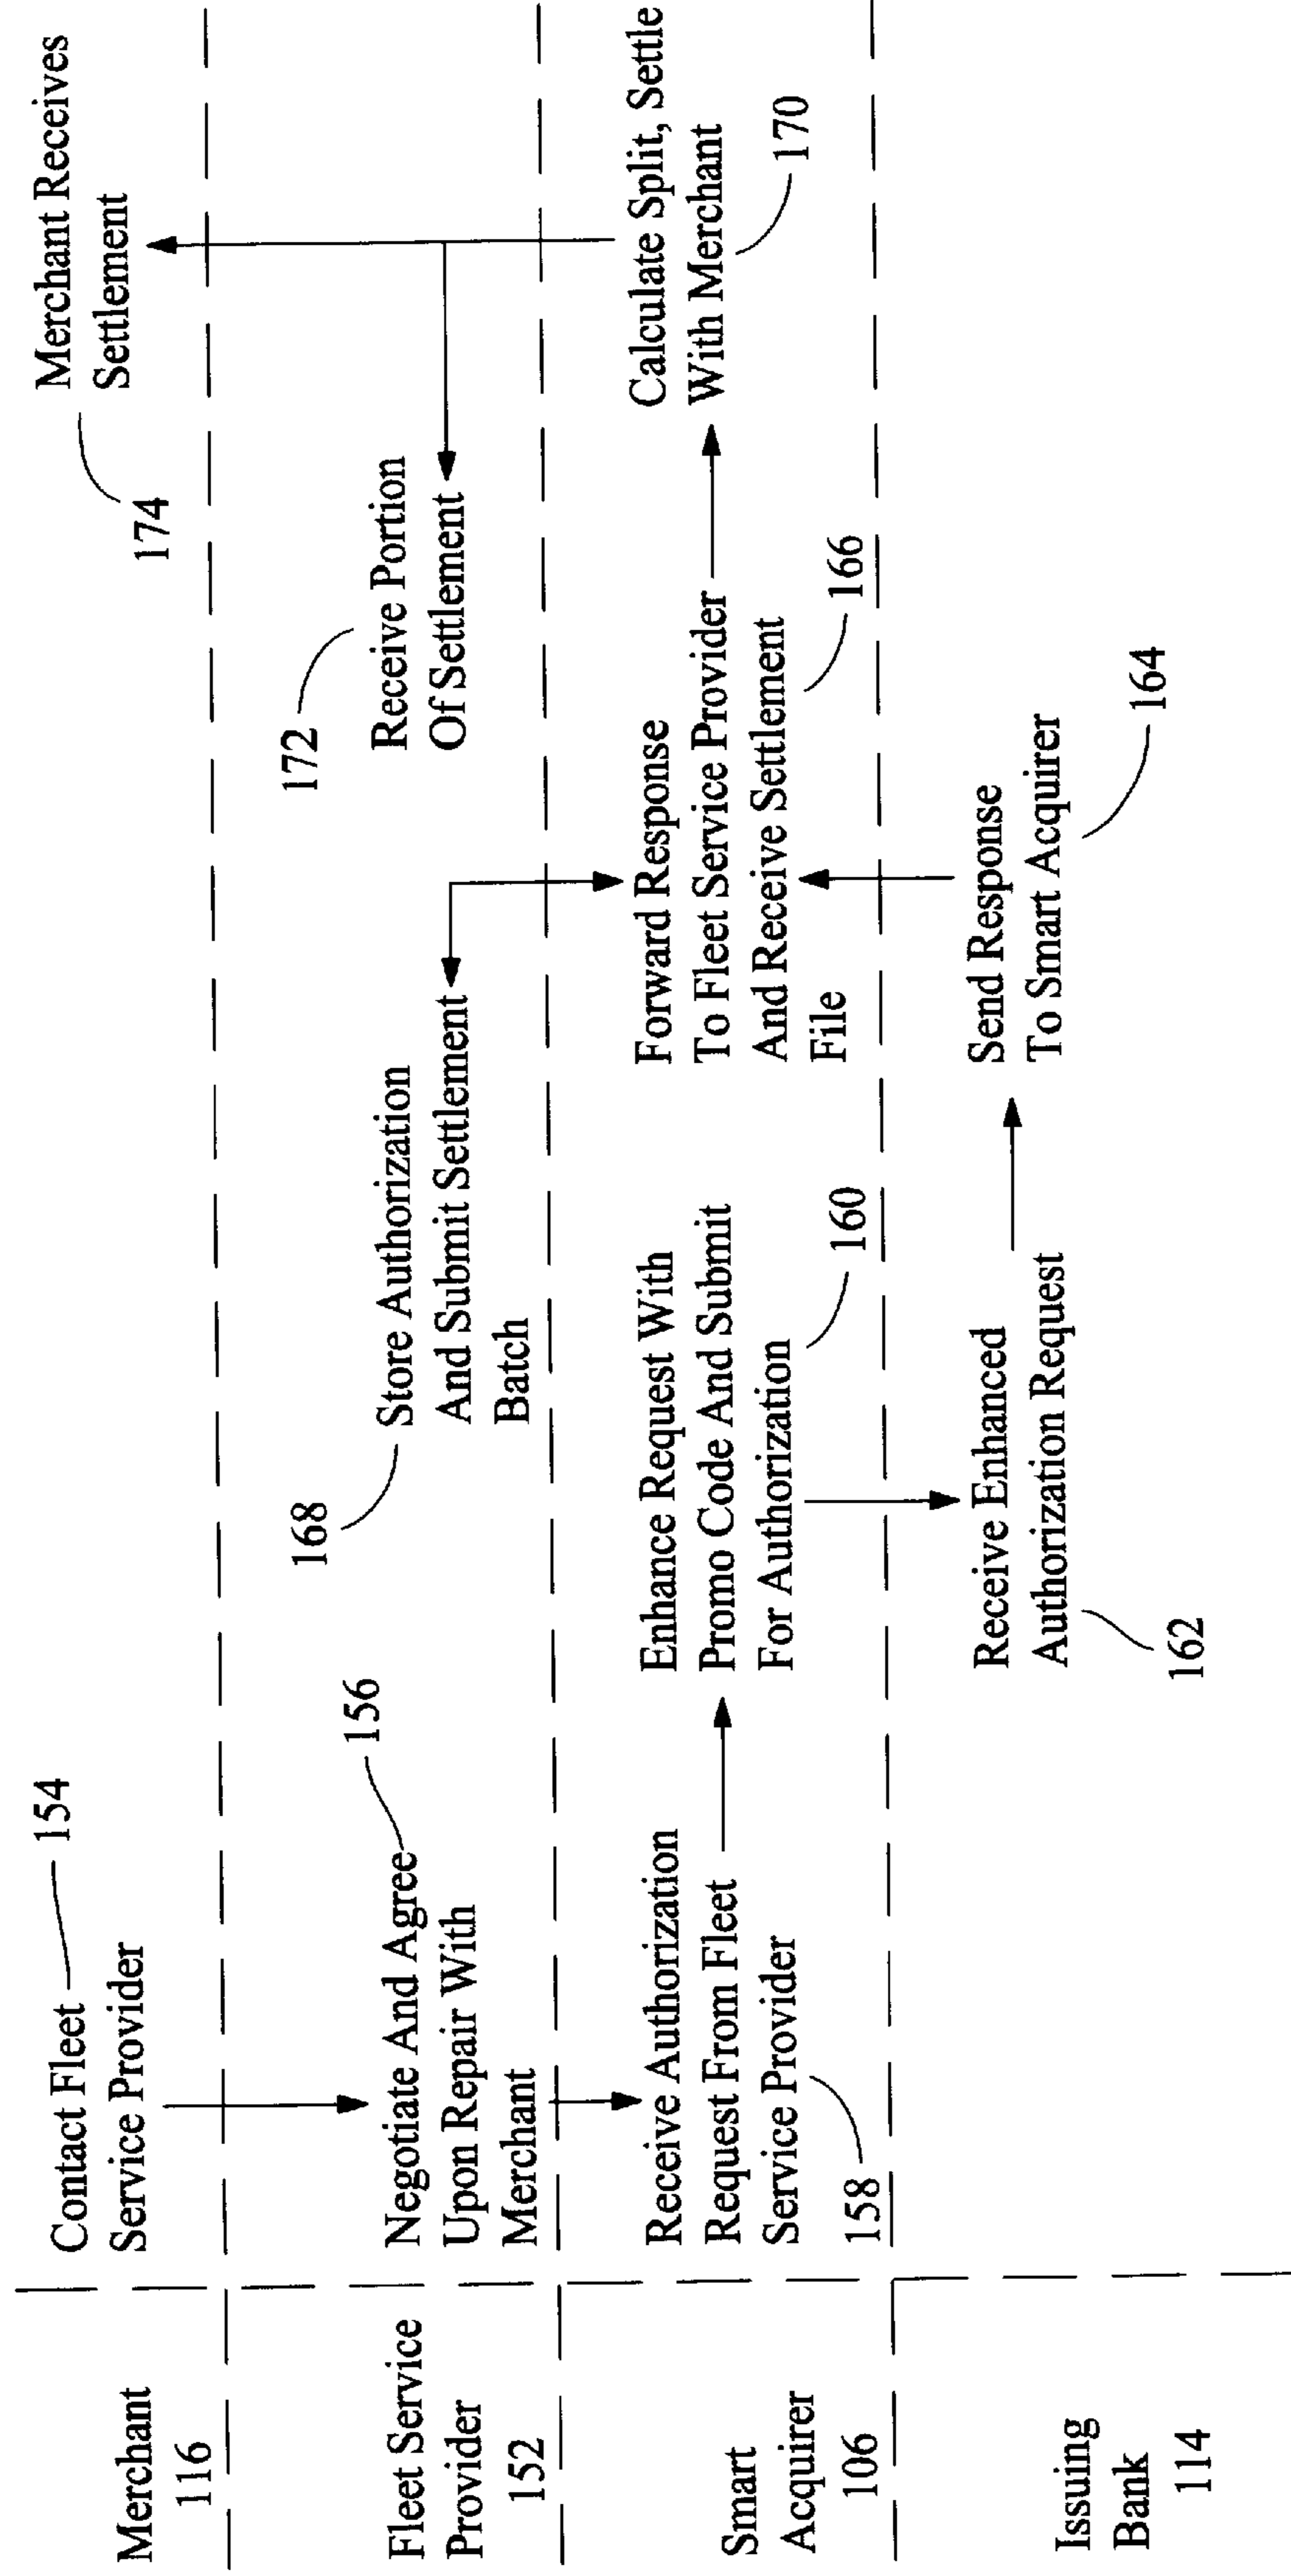 Merchant
116
Contact Fleet
Service Provider
154
Merchant Receives
Settlement
174
Fleet Service
Provider
152
Negotiate And Agree
Upon Repair With
Merchant
156
168
Store Authorization
And Submit Settlement
Batch
172
Receive Portion
Of Settlement
Smart
Acquirer
106
Receive Authorization
Request From Fleet
Service Provider
158
Enhance Request With
Promo Code And Submit
For Authorization
160
Forward Response
To Fleet Service Provider
And Receive Settlement
File
166
Calculate Split, Settle
With Merchant
170
Issuing
Bank
114
Receive Enhanced
Authorization Request
162
Send Response
To Smart Acquirer
164